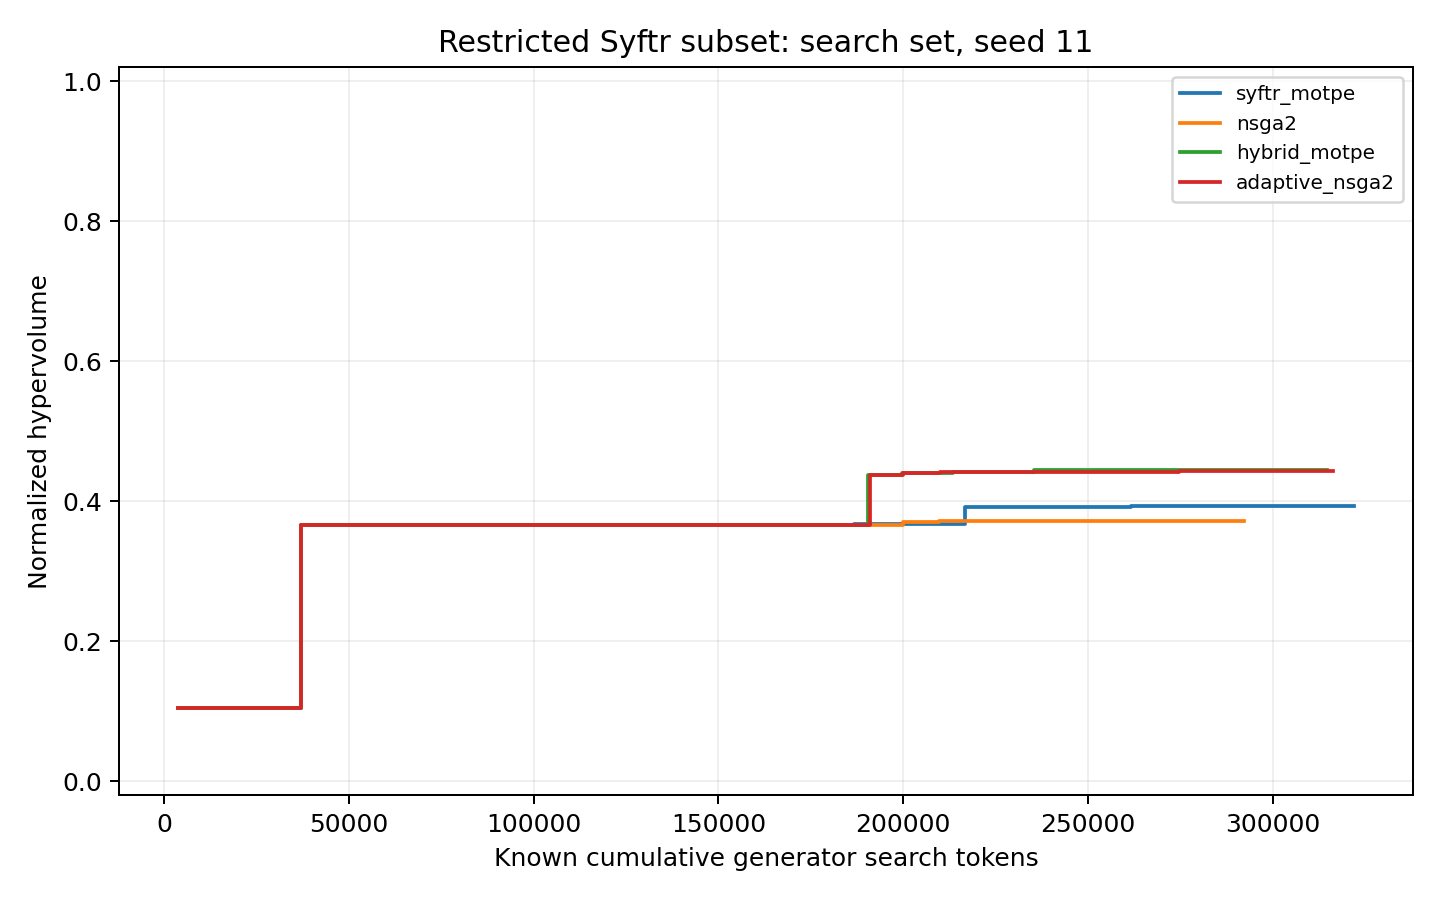 Restricted Syftr subset: search set, seed 11
syftr_motpe
nsga2
hybrid_motpe
adaptive_nsga2
Normalized hypervolume
1.0
0.8
0.6
0.4
0.2
0.0
0 50000 100000 150000 200000 250000 300000
Known cumulative generator search tokens